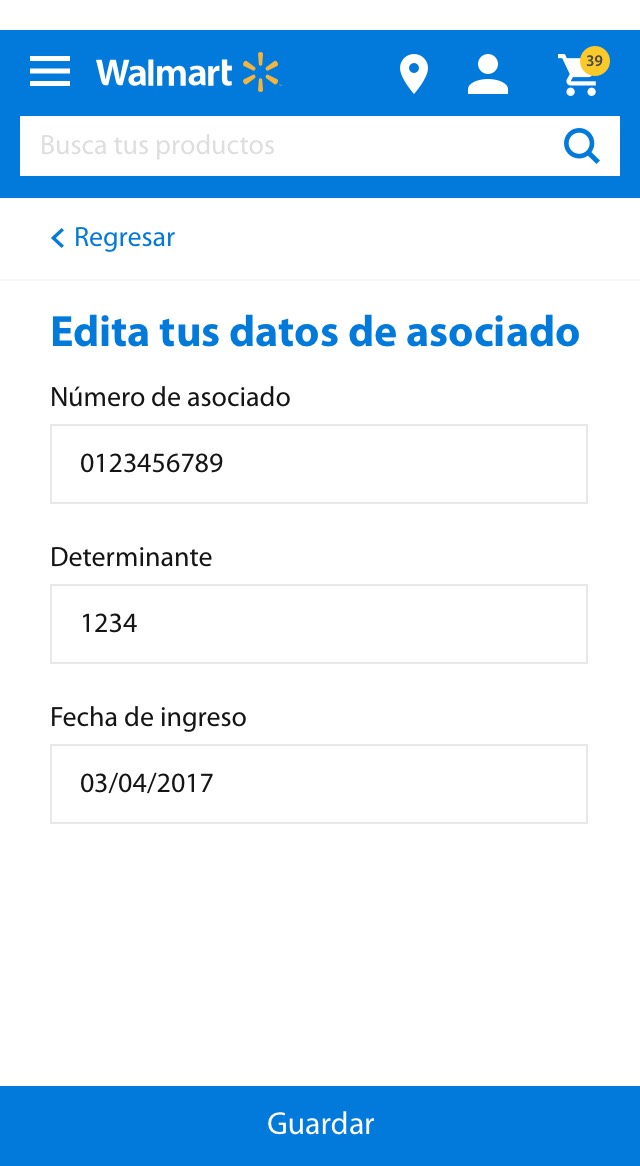 Walmart
39
Busca tus productos
Regresar
Edita tus datos de asociado
Número de asociado
0123456789
Determinante
1234
Fecha de ingreso
03/04/2017
Guardar